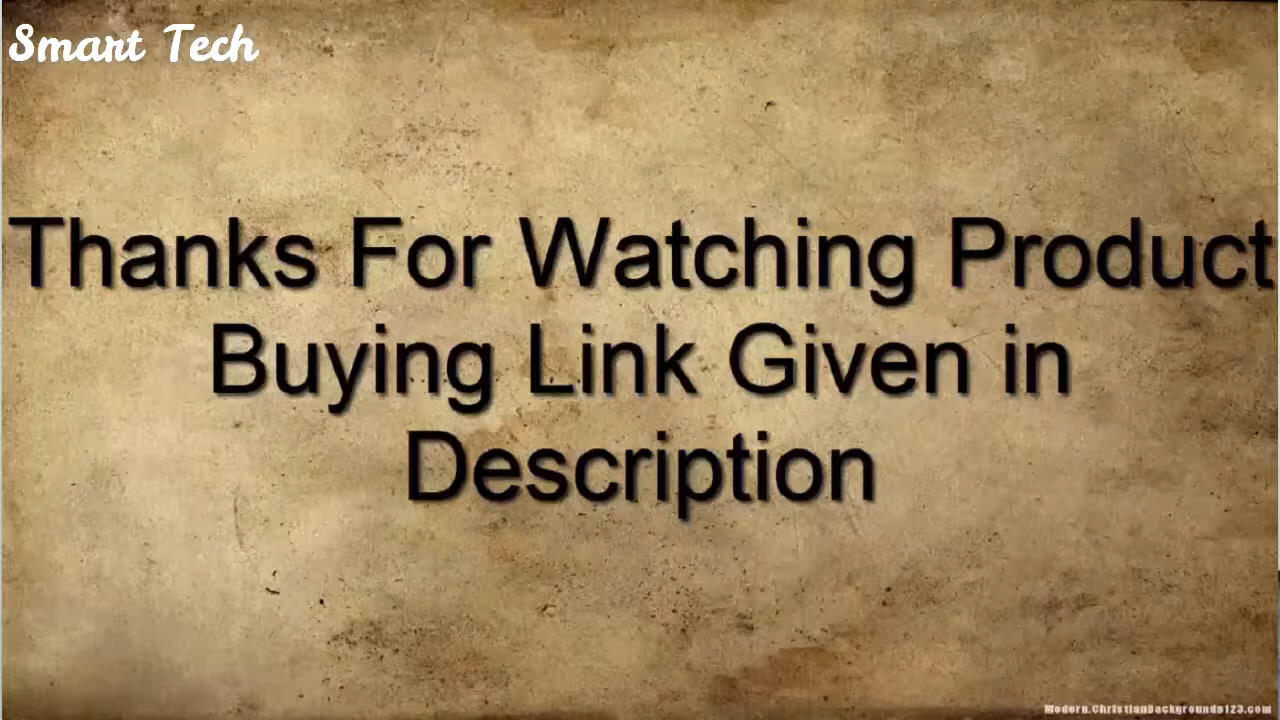 Smart Tech
Thanks For Watching Product
Buying Link Given in
Description
Modern.ChristianBackgrounds123.com